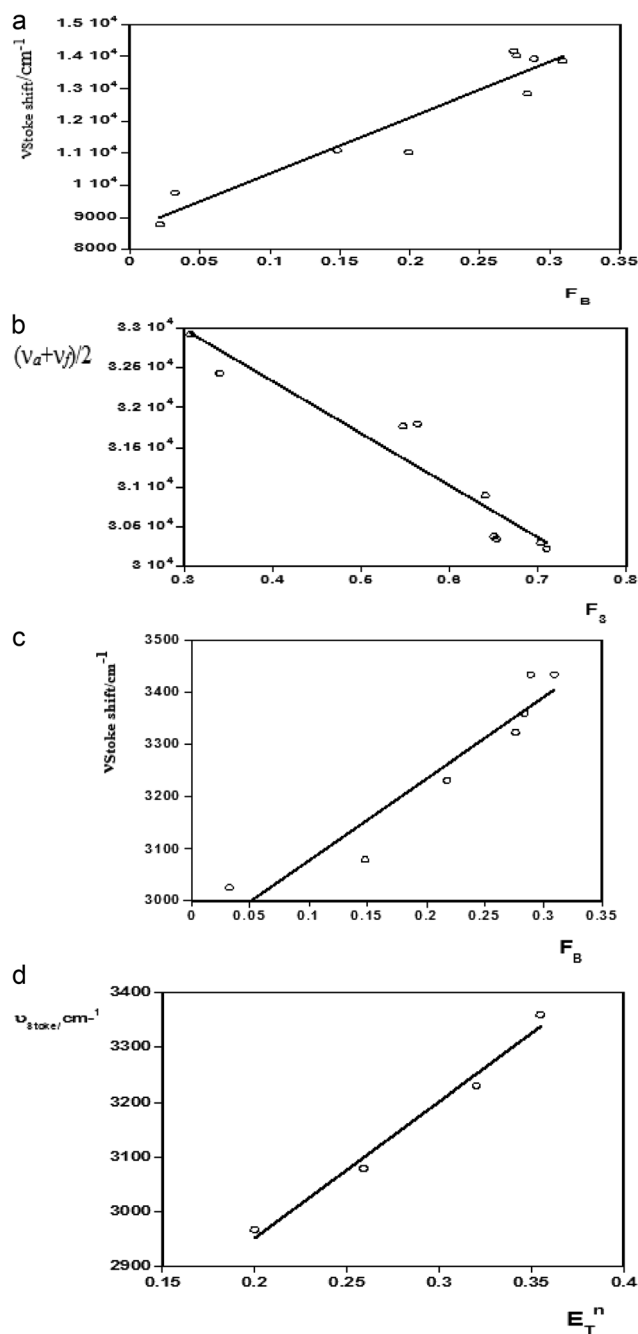 a
1.5 10⁴
1.4 10⁴
1.3 10⁴
1.2 10⁴
1.1 10⁴
1 10⁴
9000
8000
νStoke shift/cm⁻¹
0 0.05 0.1 0.15 0.2 0.25 0.3 0.35
F_B
b
(ν_a+ν_f)/2
3.3 10⁴
3.25 10⁴
3.2 10⁴
3.15 10⁴
3.1 10⁴
3.05 10⁴
3 10⁴
0.3 0.4 0.5 0.6 0.7 0.8
F_3
c
3500
3400
3300
3200
3100
3000
νStoke shift/cm⁻¹
0 0.05 0.1 0.15 0.2 0.25 0.3 0.35
F_B
d
υStoke/cm⁻¹
3400
3300
3200
3100
3000
2900
0.15 0.2 0.25 0.3 0.35 0.4
E_T^n